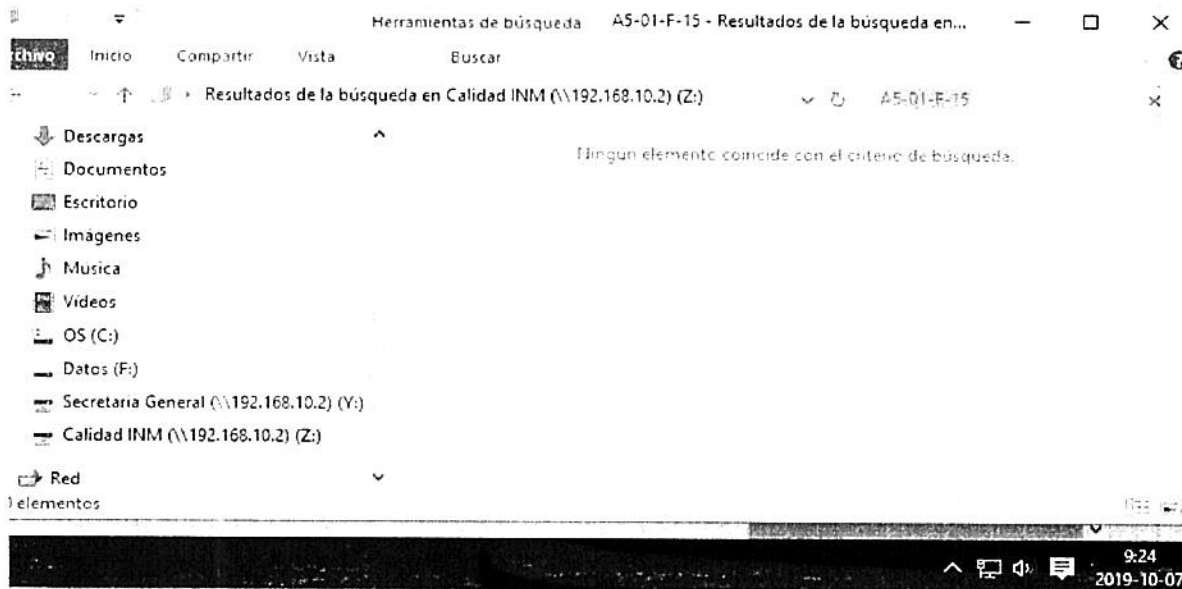 Herramientas de búsqueda A5-01-F-15 - Resultados de la búsqueda en...
chivo Inicio Compartir Vista Buscar
Resultados de la búsqueda en Calidad INM (\\192.168.10.2) (Z:) A5-01-F-15
Descargas
Ningún elemento coincide con el criterio de búsqueda.
Documentos
Escritorio
Imágenes
Música
Vídeos
OS (C:)
Datos (F:)
Secretaria General (\\192.168.10.2) (Y:)
Calidad INM (\\192.168.10.2) (Z:)
Red
elementos
9:24
2019-10-07